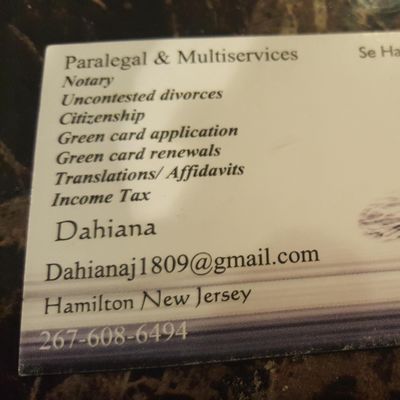 Paralegal & Multiservices
Se Ha
Notary
Uncontested divorces
Citizenship
Green card application
Green card renewals
Translations/ Affidavits
Income Tax
Dahiana
Dahianaj1809@gmail.com
Hamilton New Jersey
267-608-6494